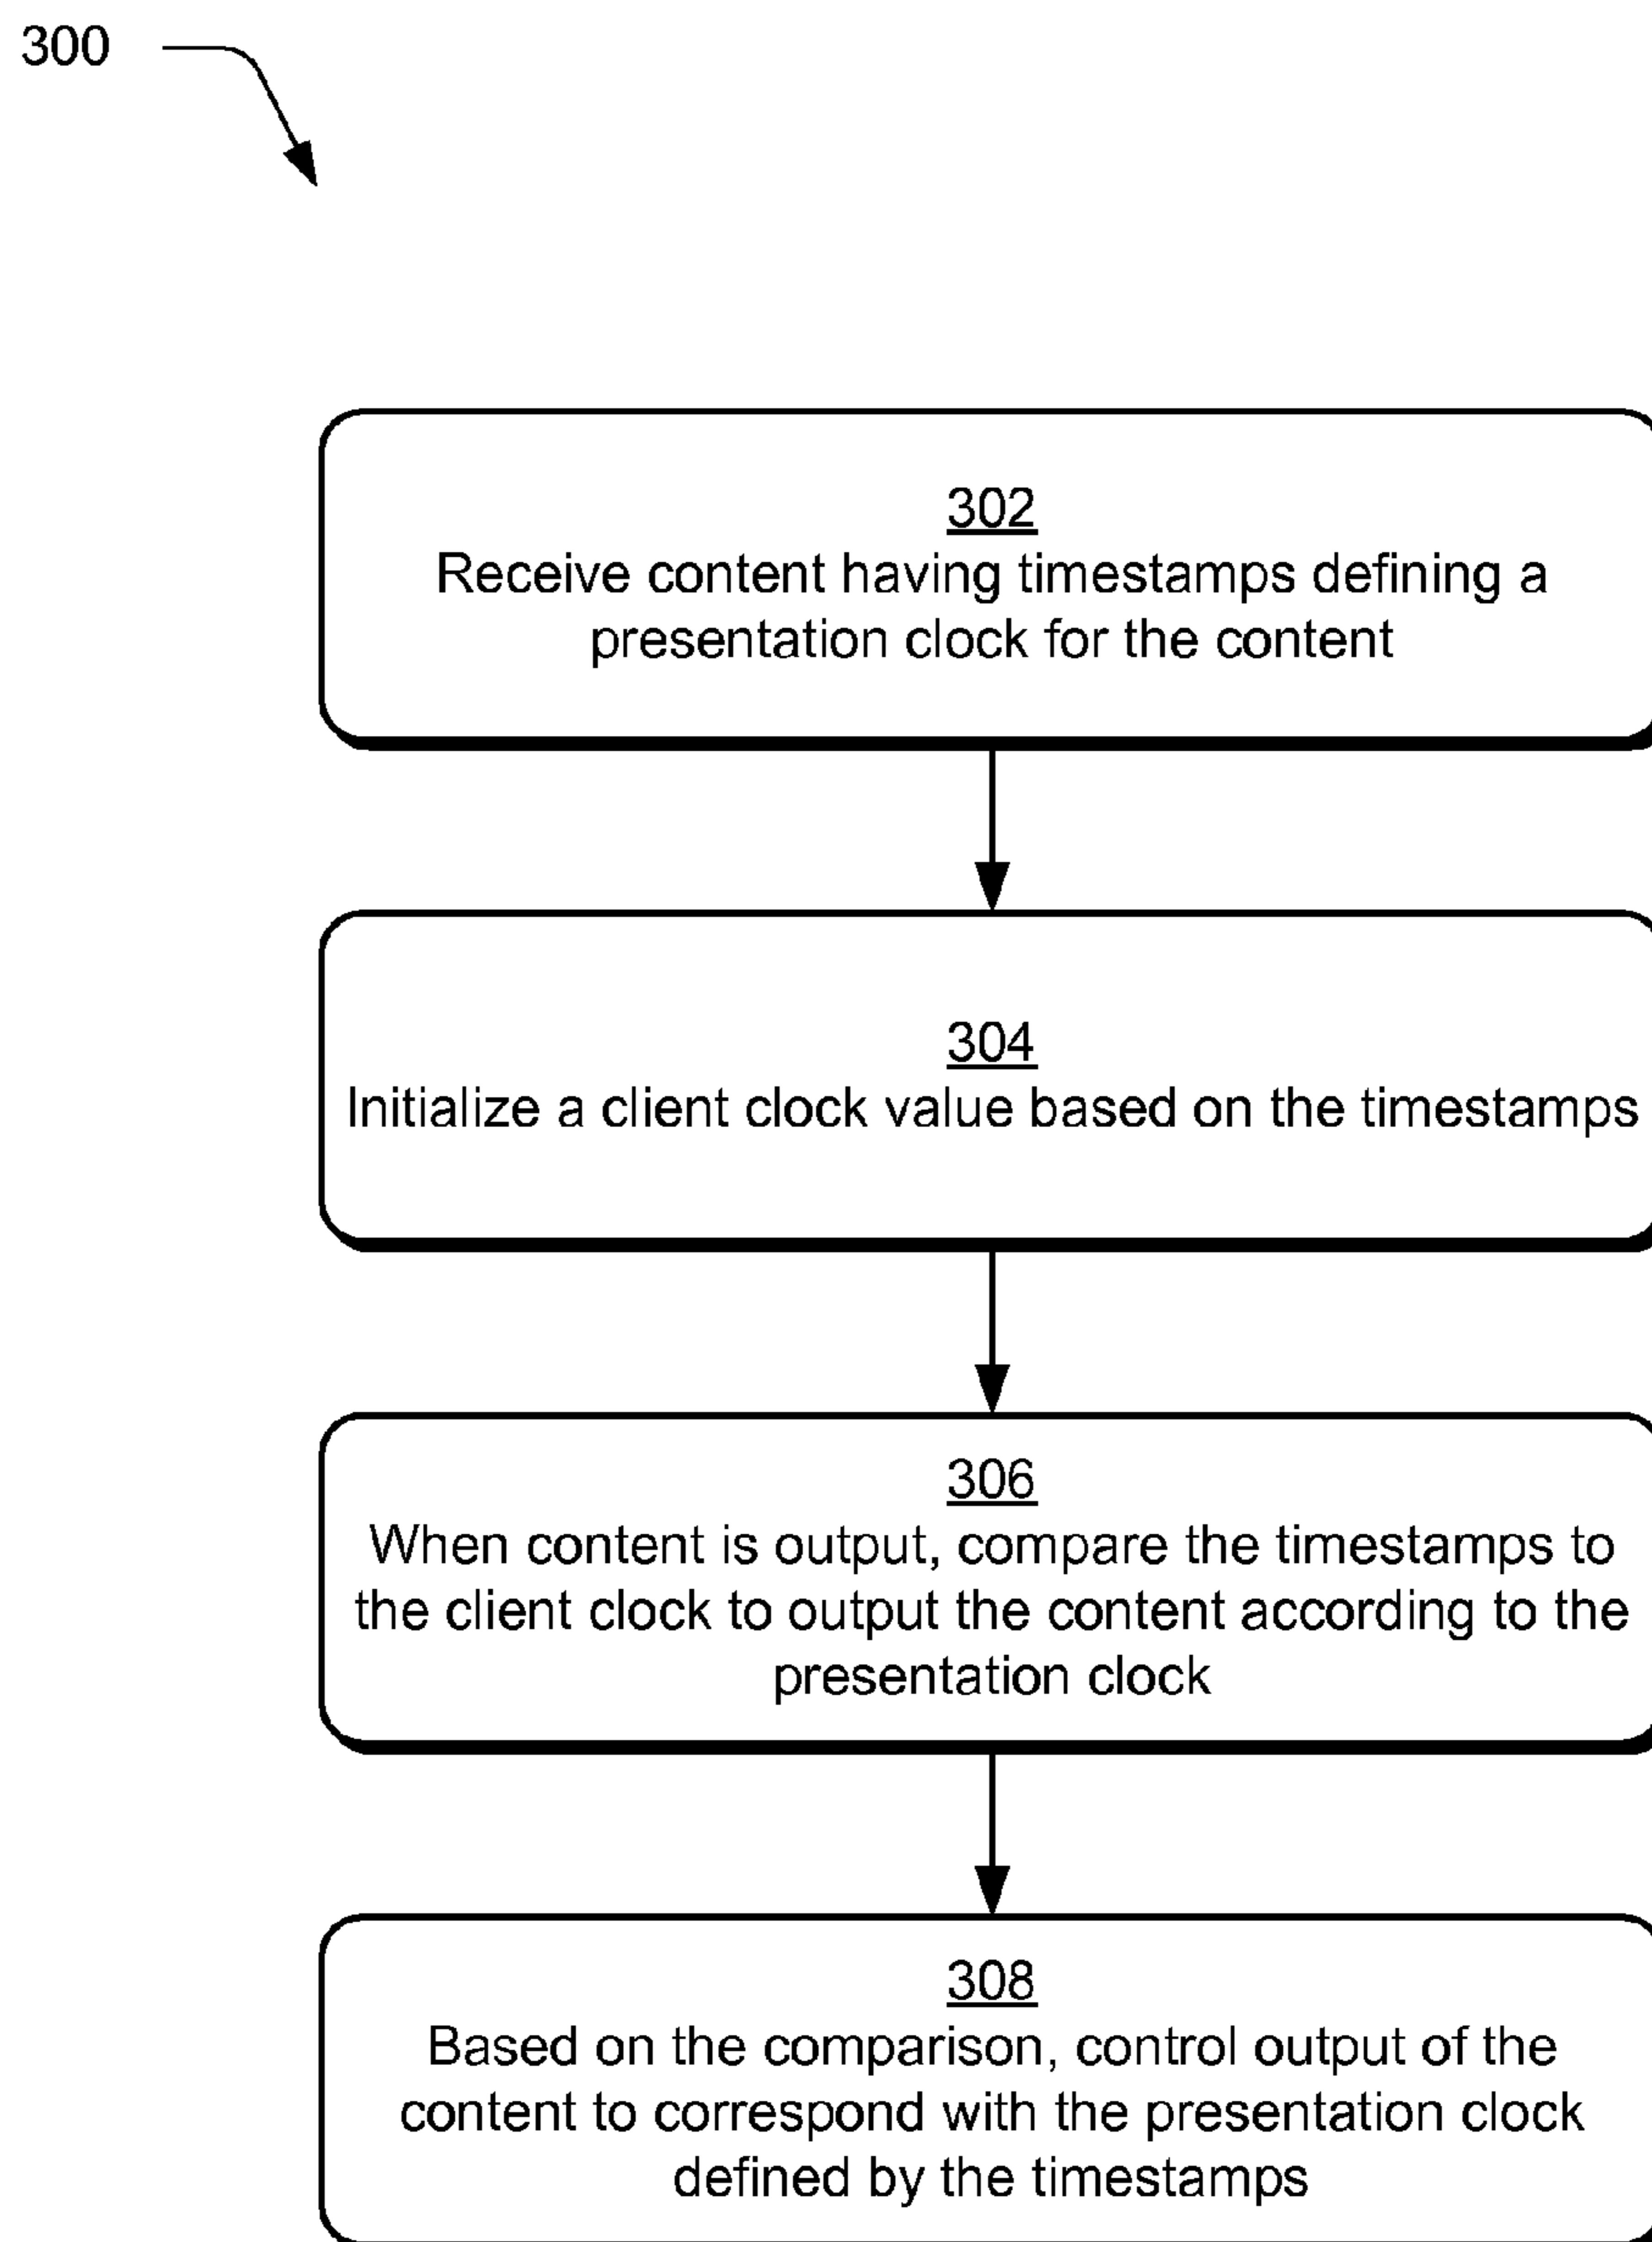 300
302
Receive content having timestamps defining a
presentation clock for the content
304
Initialize a client clock value based on the timestamps
306
When content is output, compare the timestamps to
the client clock to output the content according to the
presentation clock
308
Based on the comparison, control output of the
content to correspond with the presentation clock
defined by the timestamps